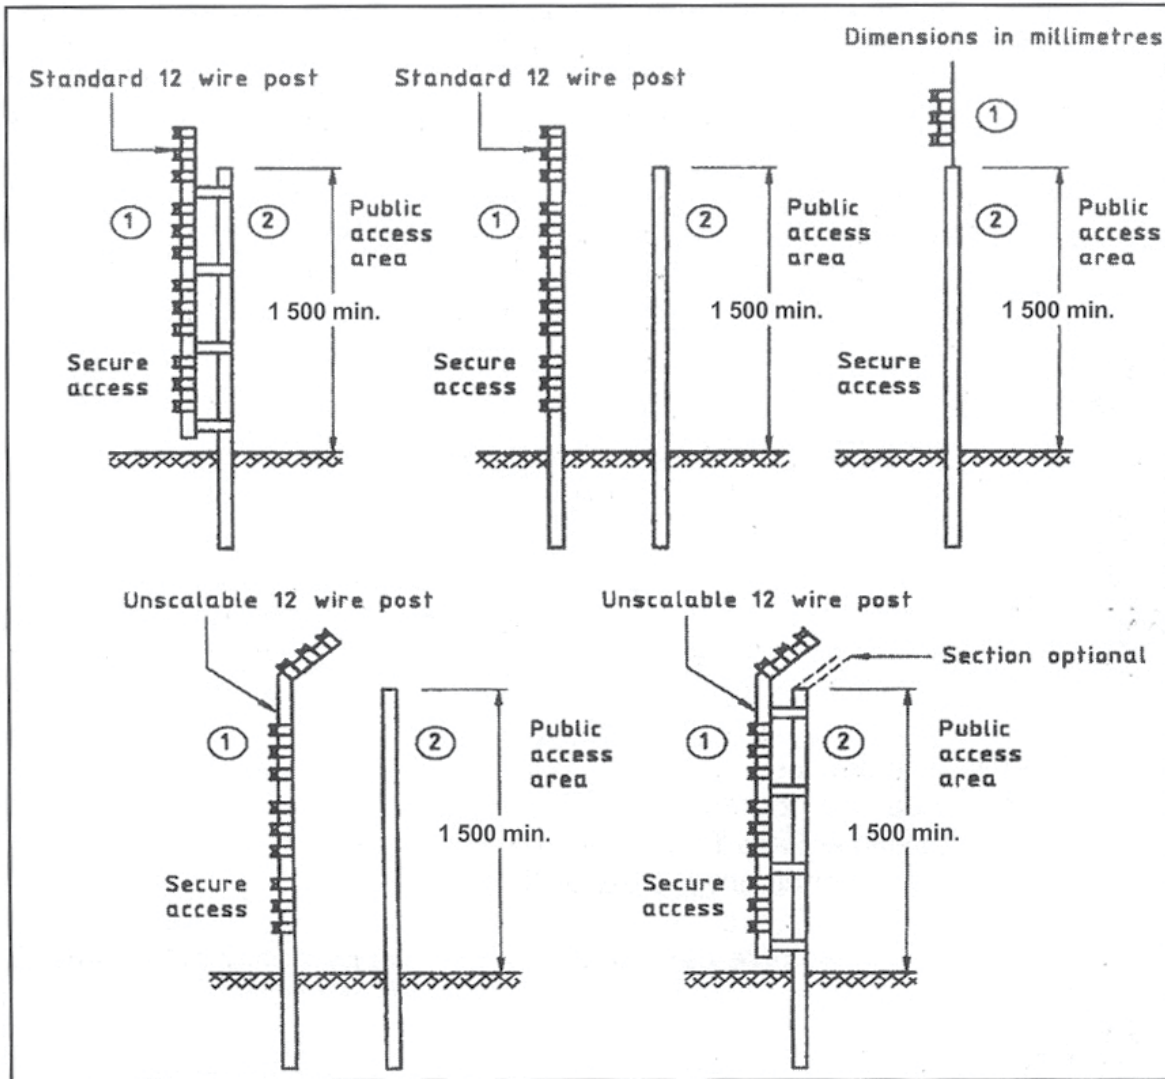 Dimensions in millimetres
Standard 12 wire post
Standard 12 wire post
1
1
2
Public
access
area
1 500 min.
Secure
access
1
2
Public
access
area
1 500 min.
Secure
access
2
Public
access
area
1 500 min.
Secure
access
Unscalable 12 wire post
Unscalable 12 wire post
Section optional
1
2
Public
access
area
1 500 min.
Secure
access
1
2
Public
access
area
1 500 min.
Secure
access